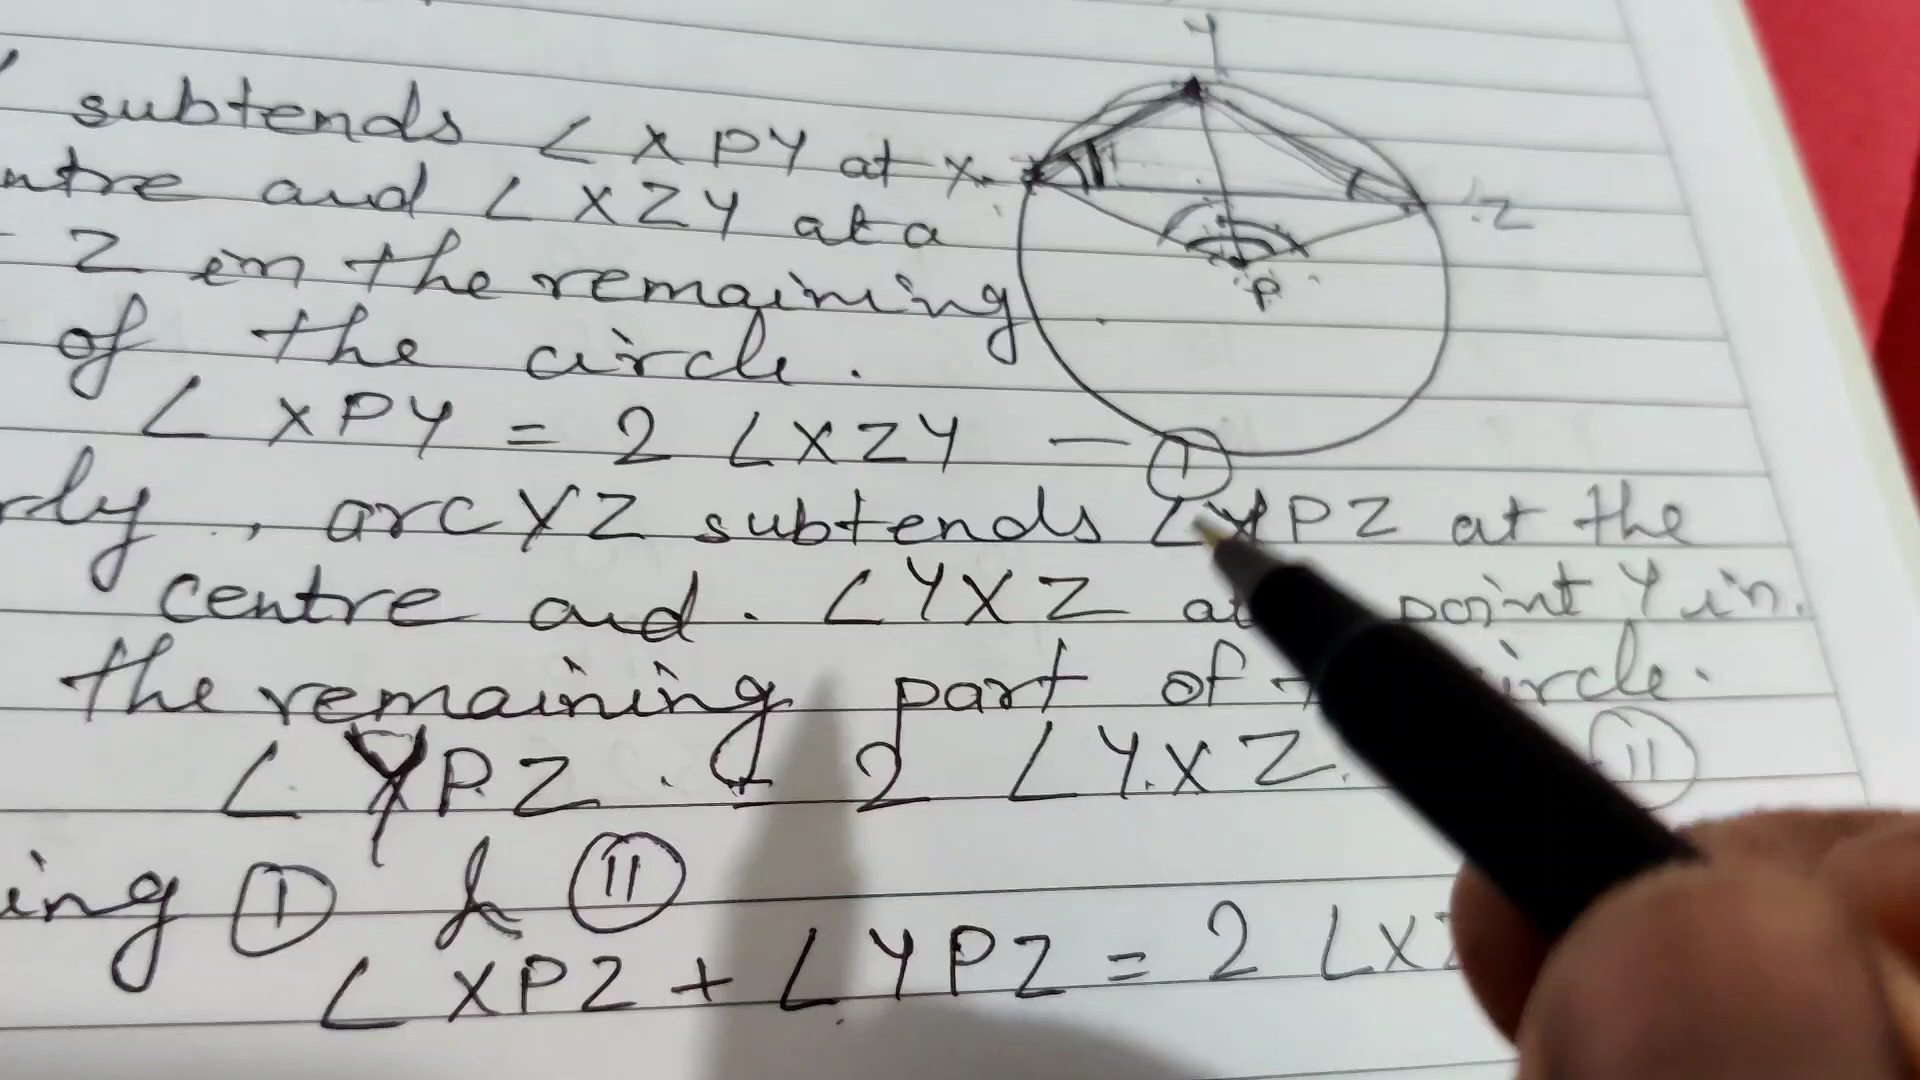 Y
subtends ∠XPY at X
ntre and ∠XZY at a
Z
Z in the remaining
P
of the circle.
∠XPY = 2 ∠XZY — I
rly, arc YZ subtends ∠YPZ at the
centre and ∠YXZ point Y in
the remaining part of circle.
∠YPZ = 2 ∠YXZ. II
ing I & II
∠XPZ + ∠YPZ = 2 ∠XZ